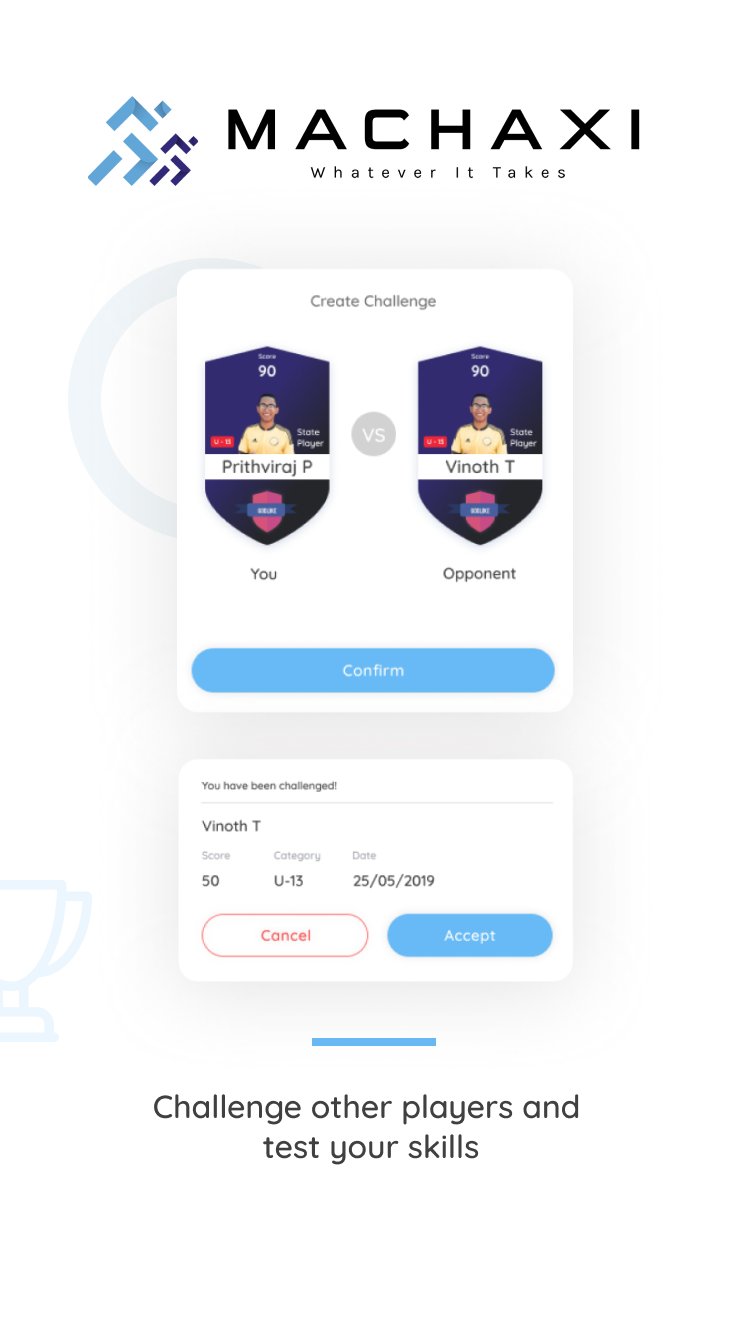 MACHAXI
Whatever It Takes
Create Challenge
Score
90
U - 13
State
Player
Prithviraj P
GODLIKE
You
VS
Score
90
U - 13
State
Player
Vinoth T
GODLIKE
Opponent
Confirm
You have been challenged!
Vinoth T
Score Category Date
50 U-13 25/05/2019
Cancel Accept
Challenge other players and
test your skills